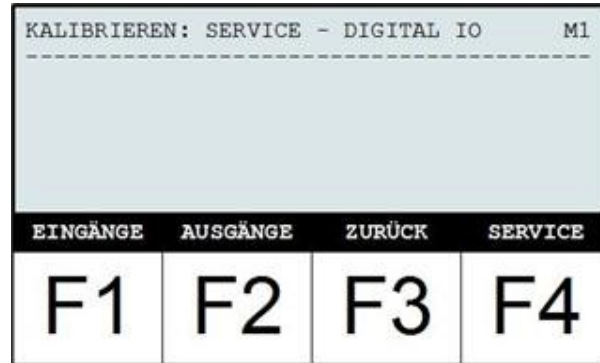 KALIBRIEREN: SERVICE - DIGITAL IO M1
-----------------------------------------
EINGÄNGE AUSGÄNGE ZURÜCK SERVICE
F1 F2 F3 F4